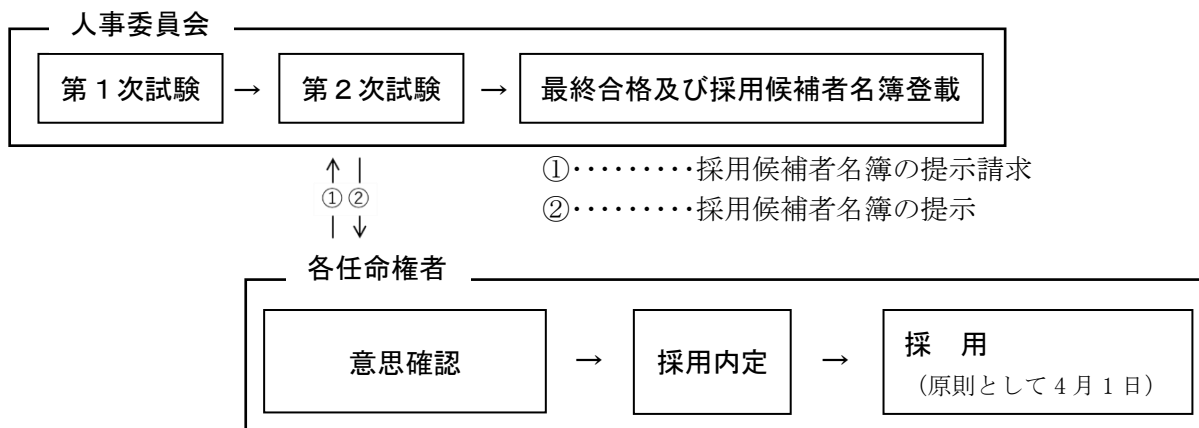 人事委員会
第1次試験 → 第2次試験 → 最終合格及び採用候補者名簿登載
①・・・・・・・・・採用候補者名簿の提示請求
①②
②・・・・・・・・・採用候補者名簿の提示
各任命権者
意思確認 → 採用内定 → 採 用
（原則として4月1日）